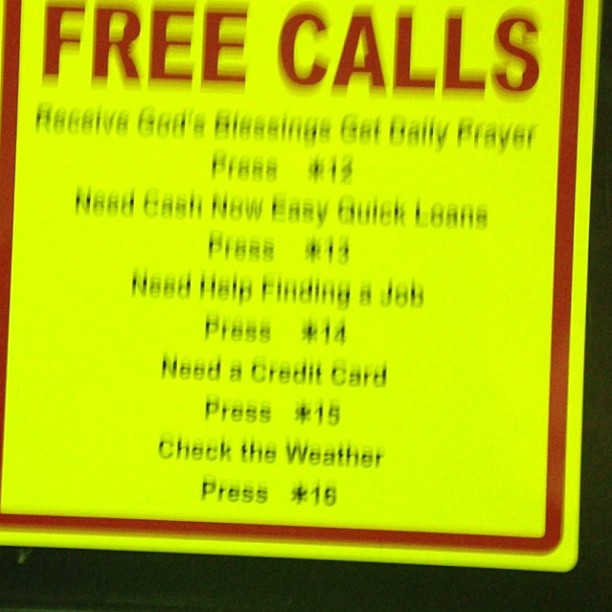 FREE CALLS
Receive God's Blessings Get Daily Prayer
Press *12
Need Cash Now Easy Quick Loans
Press *13
Need Help Finding a Job
Press *14
Need a Credit Card
Press *15
Check the Weather
Press *16